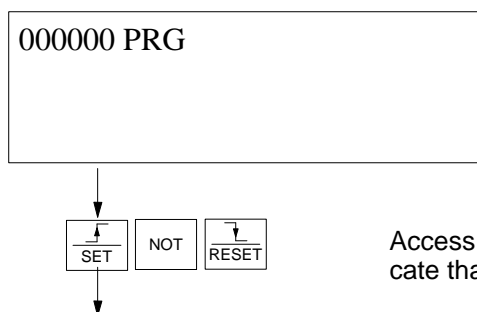 000000 PRG
SET NOT RESET
Access
cate tha